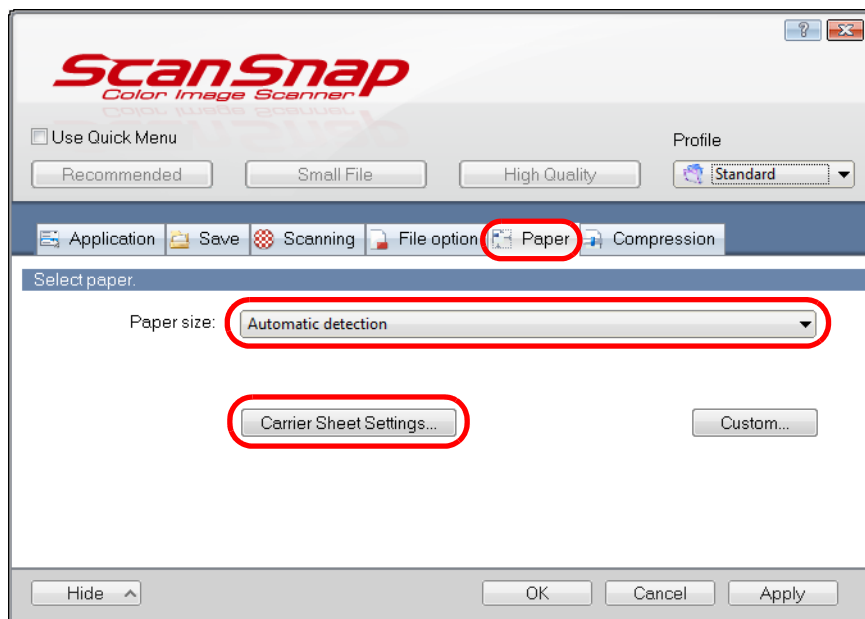 ScanSnap
Color Image Scanner
Use Quick Menu
Profile
Recommended Small File High Quality Standard
Application Save Scanning File option Paper Compression
Select paper.
Paper size: Automatic detection
Carrier Sheet Settings... Custom...
Hide OK Cancel Apply